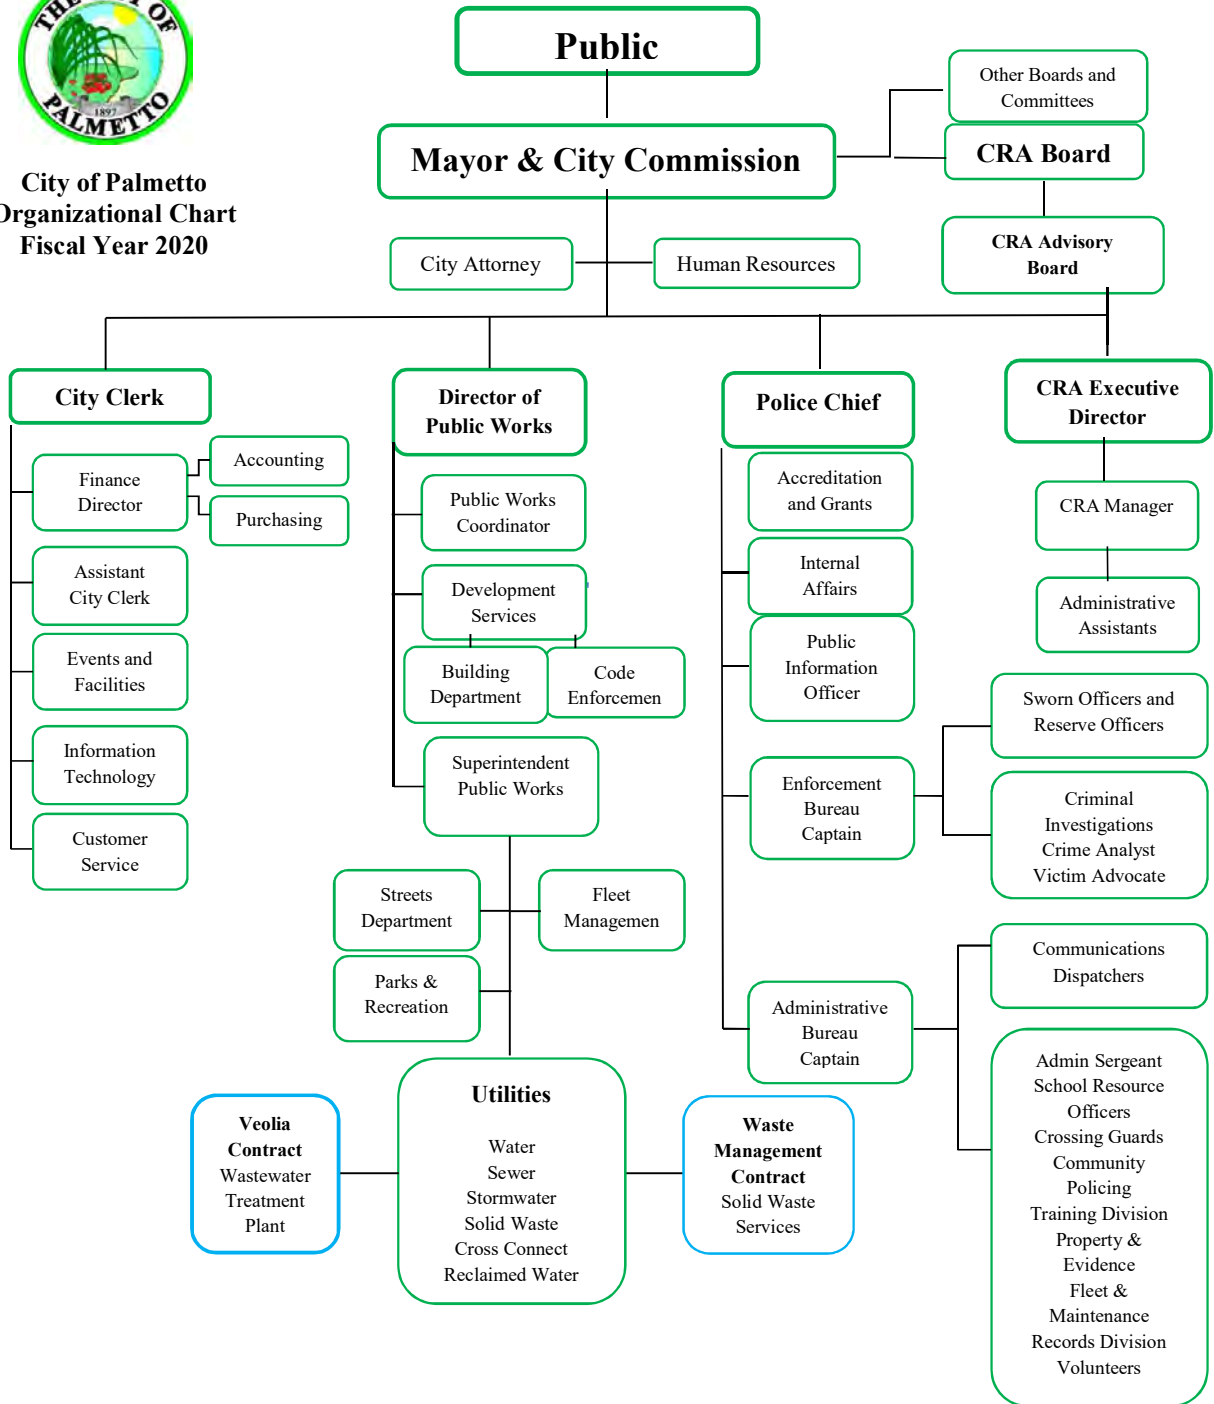 THE CITY OF
1897
PALMETTO
City of Palmetto
Organizational Chart
Fiscal Year 2020
Public
Mayor & City Commission
Other Boards and
Committees
CRA Board
CRA Advisory
Board
City Attorney
Human Resources
City Clerk
Finance
Director
Accounting
Purchasing
Assistant
City Clerk
Events and
Facilities
Information
Technology
Customer
Service
Director of
Public Works
Public Works
Coordinator
Development
Services
Building
Department
Code
Enforcemen
Superintendent
Public Works
Streets
Department
Fleet
Managemen
Parks &
Recreation
Utilities
Water
Sewer
Stormwater
Solid Waste
Cross Connect
Reclaimed Water
Veolia
Contract
Wastewater
Treatment
Plant
Waste
Management
Contract
Solid Waste
Services
Police Chief
Accreditation
and Grants
Internal
Affairs
Public
Information
Officer
Enforcement
Bureau
Captain
Sworn Officers and
Reserve Officers
Criminal
Investigations
Crime Analyst
Victim Advocate
Administrative
Bureau
Captain
Communications
Dispatchers
Admin Sergeant
School Resource
Officers
Crossing Guards
Community
Policing
Training Division
Property &
Evidence
Fleet &
Maintenance
Records Division
Volunteers
CRA Executive
Director
CRA Manager
Administrative
Assistants